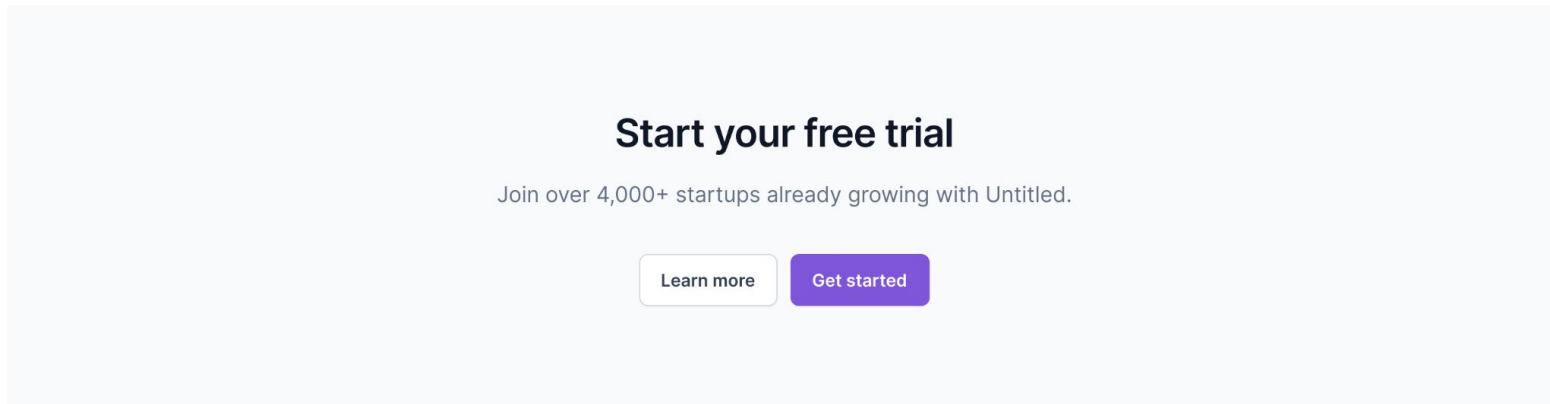 Start your free trial
Join over 4,000+ startups already growing with Untitled.
Learn more Get started